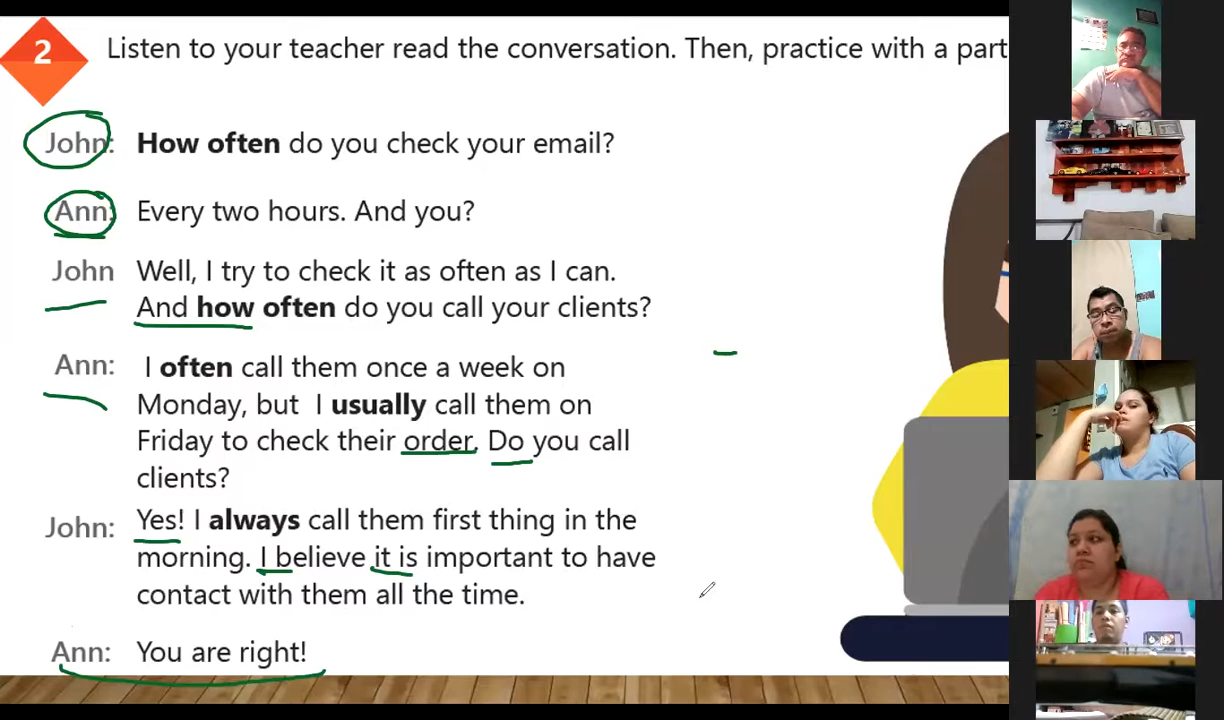 2 Listen to your teacher read the conversation. Then, practice with a part
John: How often do you check your email?
Ann: Every two hours. And you?
John Well, I try to check it as often as I can.
And how often do you call your clients?
Ann: I often call them once a week on
Monday, but I usually call them on
Friday to check their order. Do you call
clients?
John: Yes! I always call them first thing in the
morning. I believe it is important to have
contact with them all the time.
Ann: You are right!